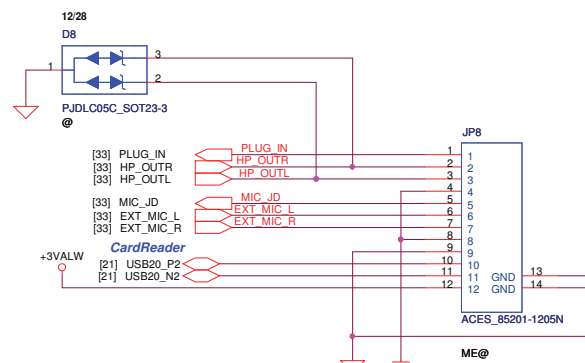 12/28
D8
1
3
2
PJDLC05C_SOT23-3
@
JP8
[33] PLUG_IN PLUG_IN 1 1
[33] HP_OUTR HP_OUTR 2 2
[33] HP_OUTL HP_OUTL 3 3
4 4
[33] MIC_JD MIC_JD 5 5
[33] EXT_MIC_L EXT_MIC_L 6 6
[33] EXT_MIC_R EXT_MIC_R 7 7
8 8
CardReader 9 9
+3VALW
[21] USB20_P2 10 10
[21] USB20_N2 11 11 GND 13
12 12 GND 14
ACES_85201-1205N
ME@